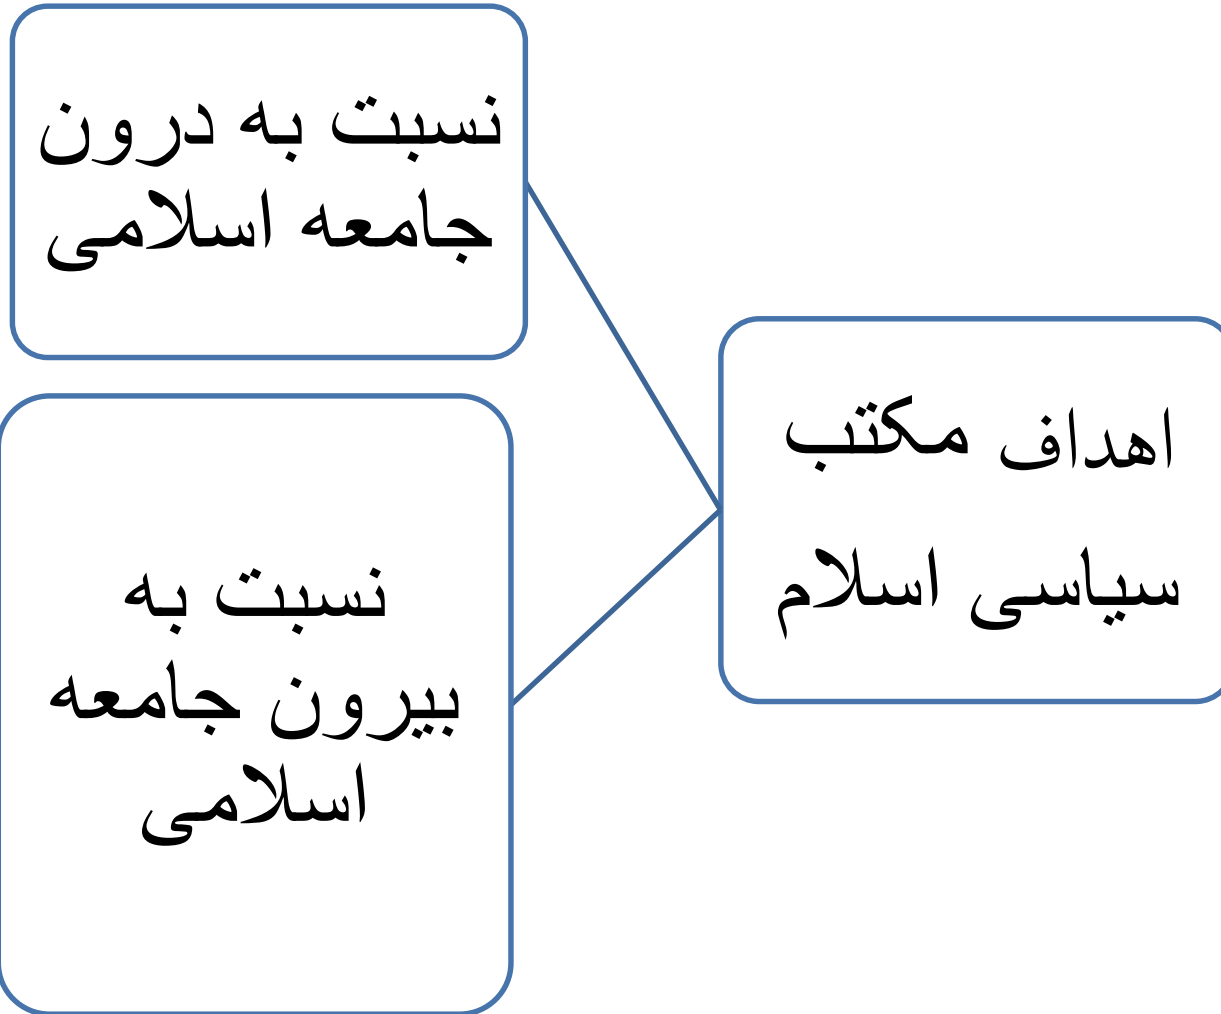 اهداف مکتب
سیاسی اسلام
نسبت به درون
جامعه اسلامی
نسبت به
بیرون جامعه
اسلامی